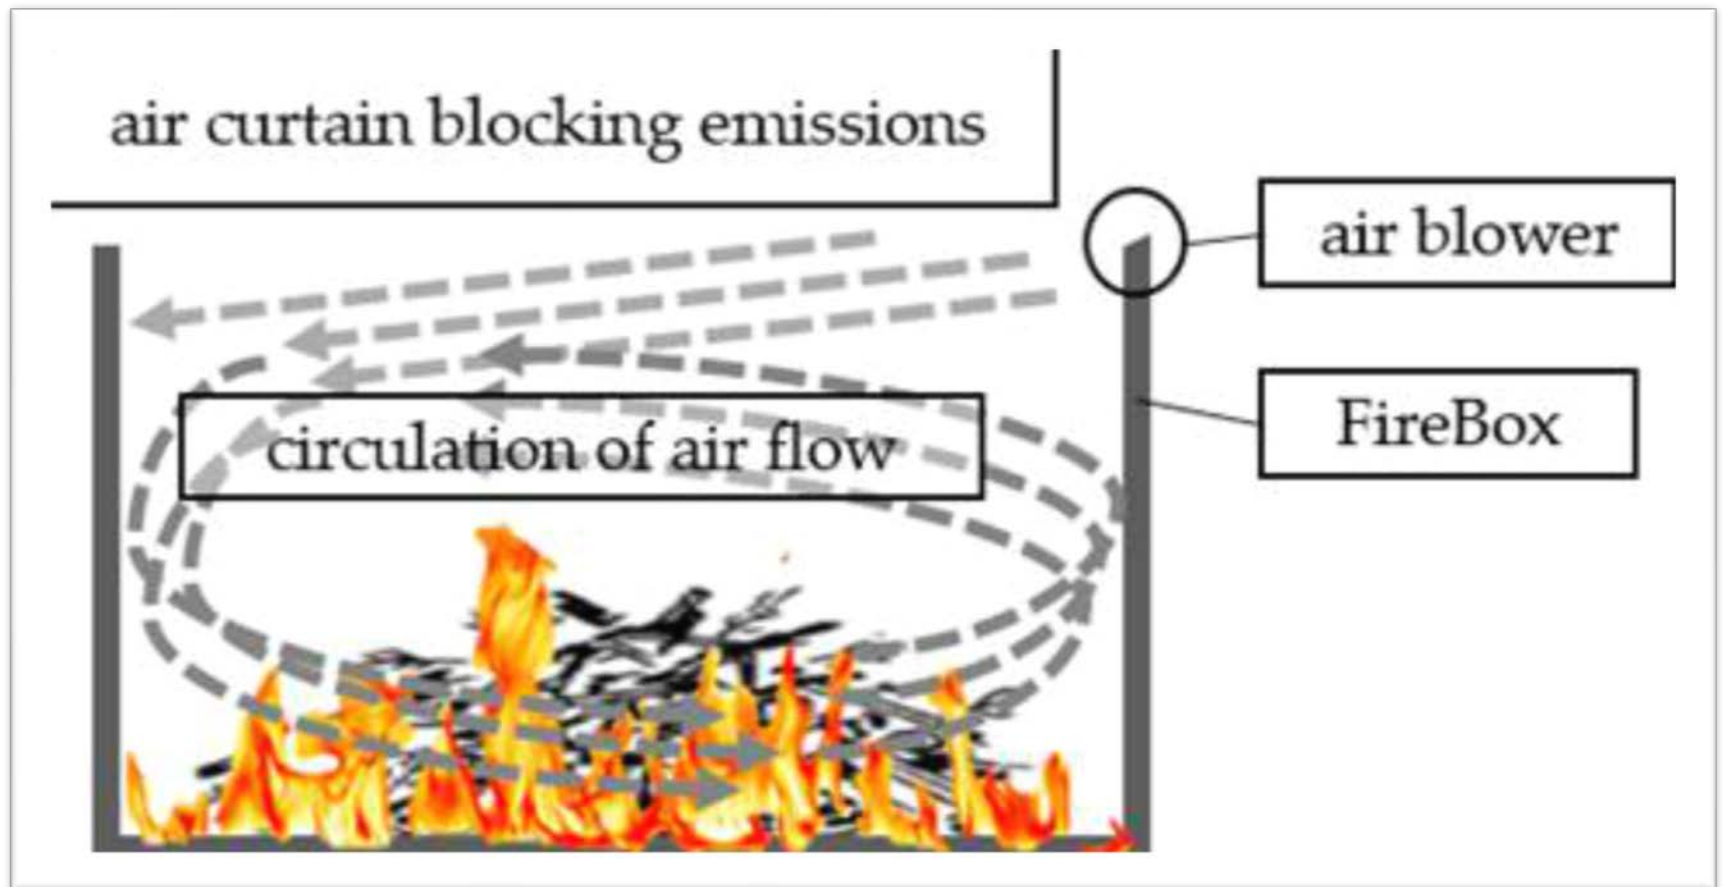 air curtain blocking emissions
air blower
FireBox
circulation of air flow